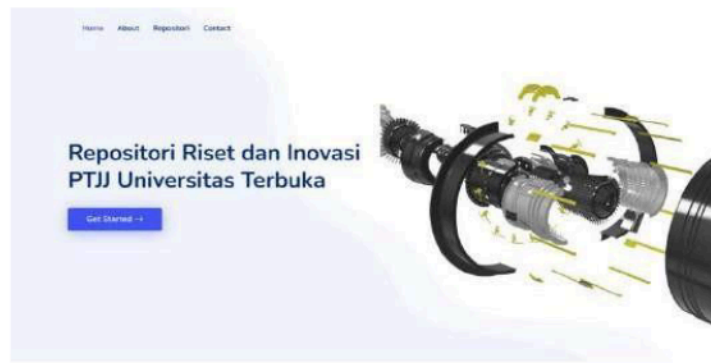 Home About Repositori Contact
Repositori Riset dan Inovasi
PTJJ Universitas Terbuka
Get Started →